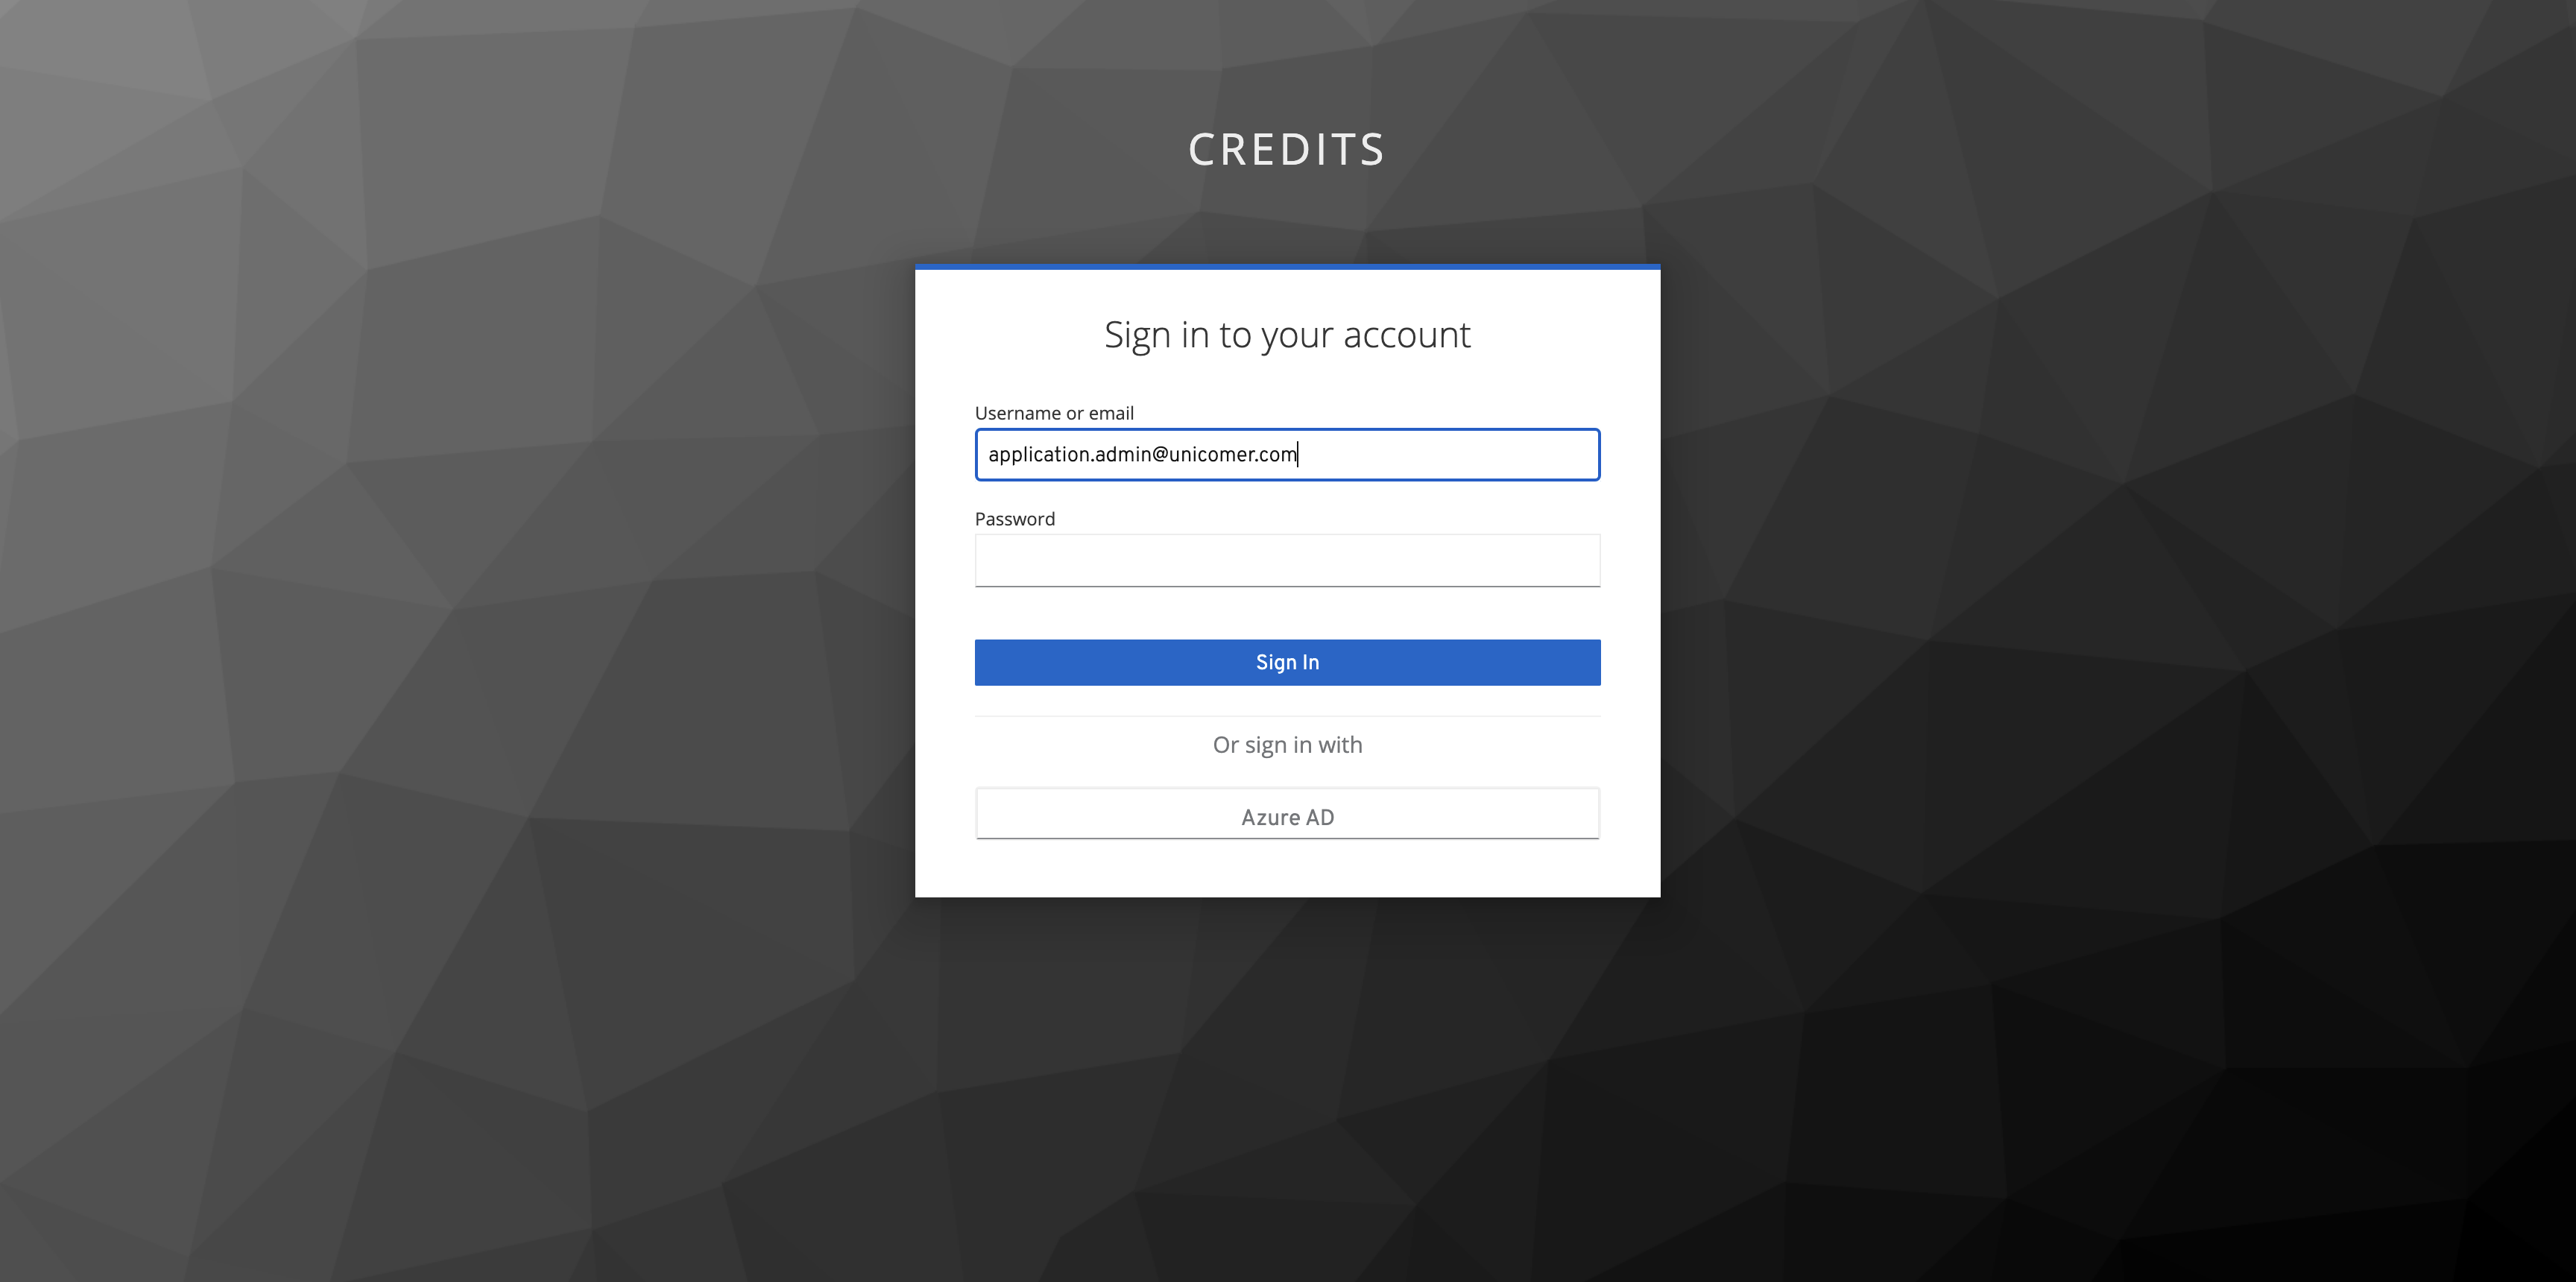 CREDITS
Sign in to your account
Username or email
application.admin@unicomer.com
Password
Sign In
Or sign in with
Azure AD